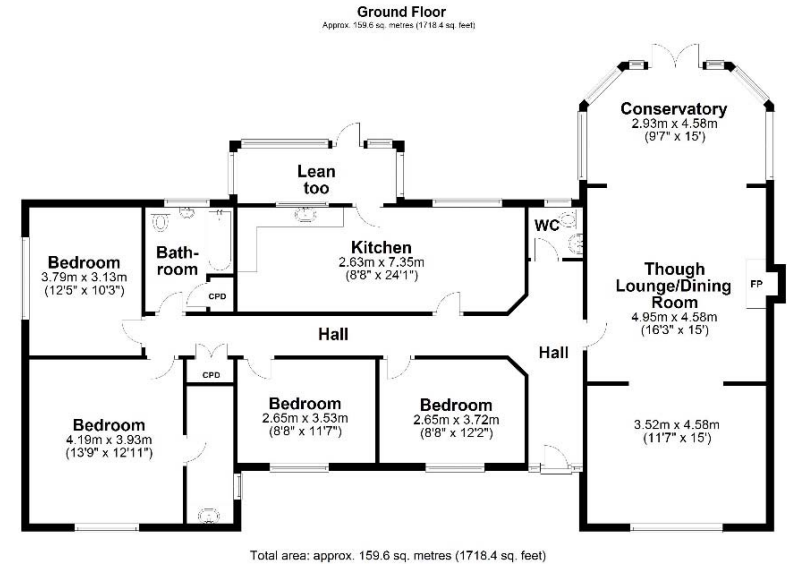 Ground Floor
Approx. 159.6 sq. metres (1718.4 sq. feet)
Conservatory
2.93m x 4.58m
(9'7" x 15')
Lean
too
WC
Bath-
room
Kitchen
2.63m x 7.35m
(8'8" x 24'1")
Bedroom
3.79m x 3.13m
(12'5" x 10'3")
Though
Lounge/Dining
Room
4.95m x 4.58m
(16'3" x 15')
FP
CPD
Hall
Hall
CPD
Bedroom
4.19m x 3.93m
(13'9" x 12'11")
Bedroom
2.65m x 3.53m
(8'8" x 11'7")
Bedroom
2.65m x 3.72m
(8'8" x 12'2")
3.52m x 4.58m
(11'7" x 15')
Total area: approx. 159.6 sq. metres (1718.4 sq. feet)